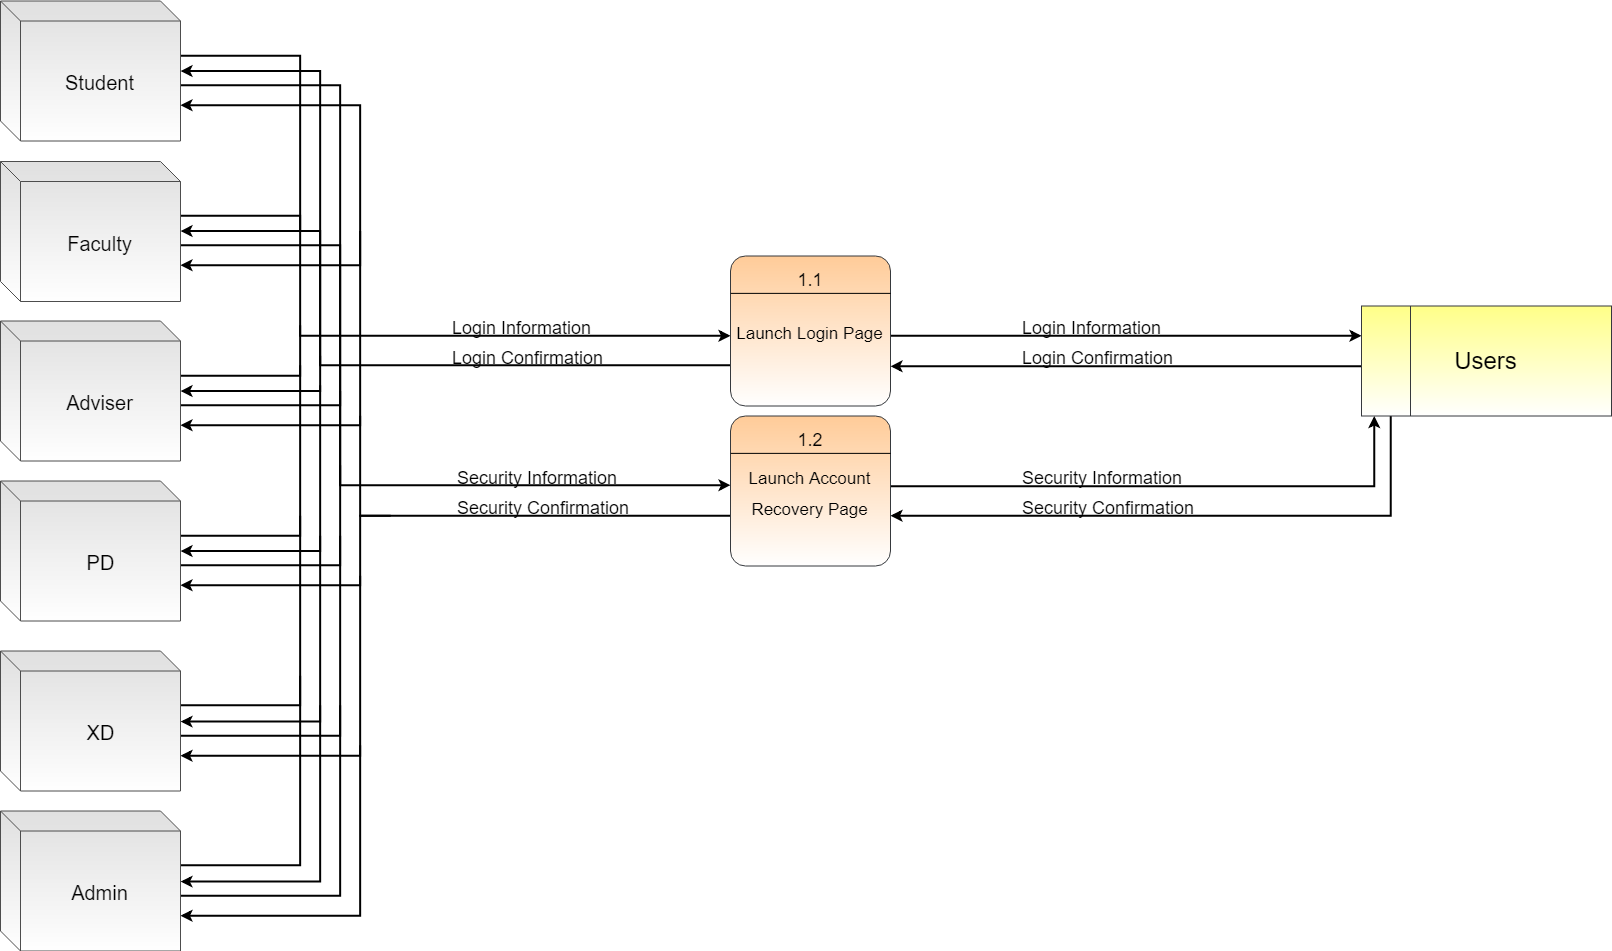 Student
Faculty
Adviser
PD
XD
Admin
Login Information
Login Confirmation
Security Information
Security Confirmation
1.1
Launch Login Page
1.2
Launch Account
Recovery Page
Login Information
Login Confirmation
Security Information
Security Confirmation
Users